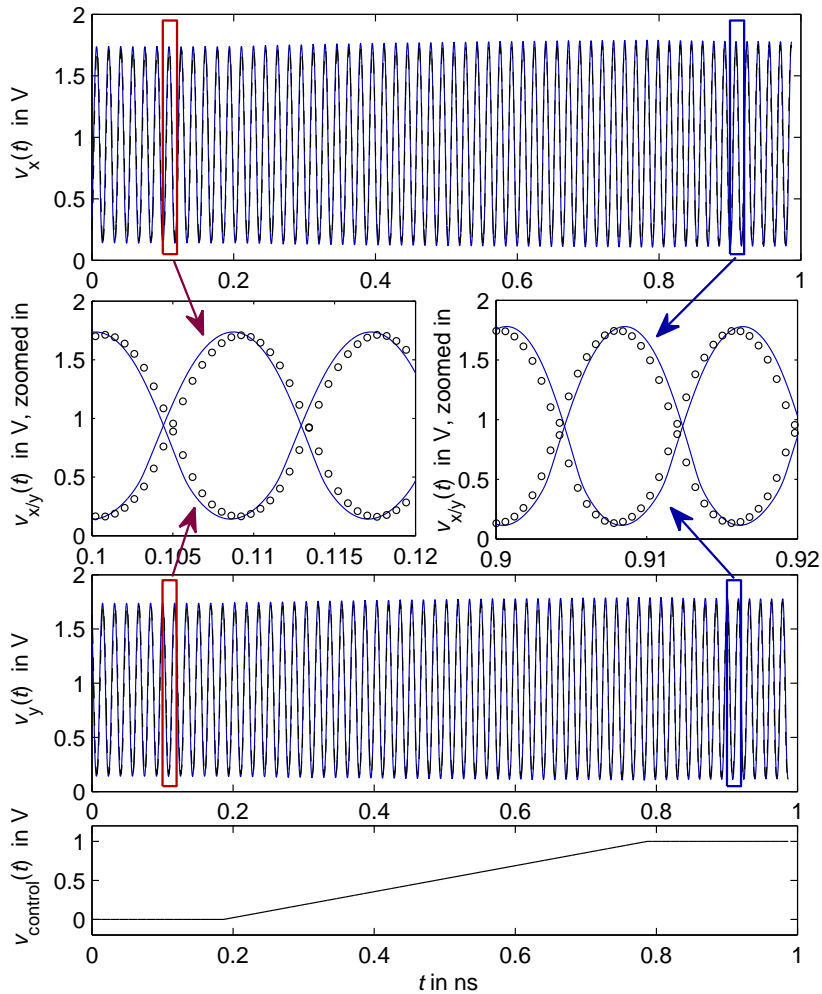 2
1.5
1
0.5
0
v_x(t) in V
0 0.2 0.4 0.6 0.8 1
2
1.5
1
0.5
0
v_x/y(t) in V, zoomed in
0.1 0.105 0.11 0.115 0.12
2
1.5
1
0.5
0
v_x/y(t) in V, zoomed in
0.9 0.91 0.92
2
1.5
1
0.5
0
v_y(t) in V
0 0.2 0.4 0.6 0.8 1
1
0.5
0
v_control(t) in V
0 0.2 0.4 0.6 0.8 1
t in ns